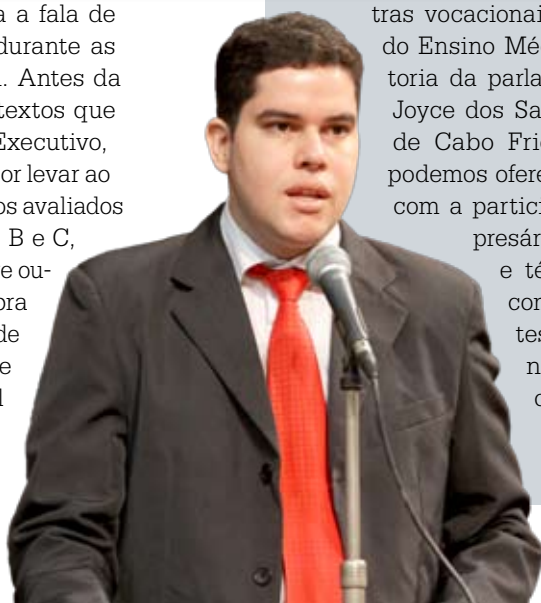 a a fala de
durante as
. Antes da
textos que
Executivo,
or levar ao
os avaliados
B e C,
e ou-
ora
de
e
l
tras vocacionai
do Ensino Mé
toria da parla
Joyce dos Sa
de Cabo Fri
podemos ofere
com a partici
presár
e té
co
tes
n